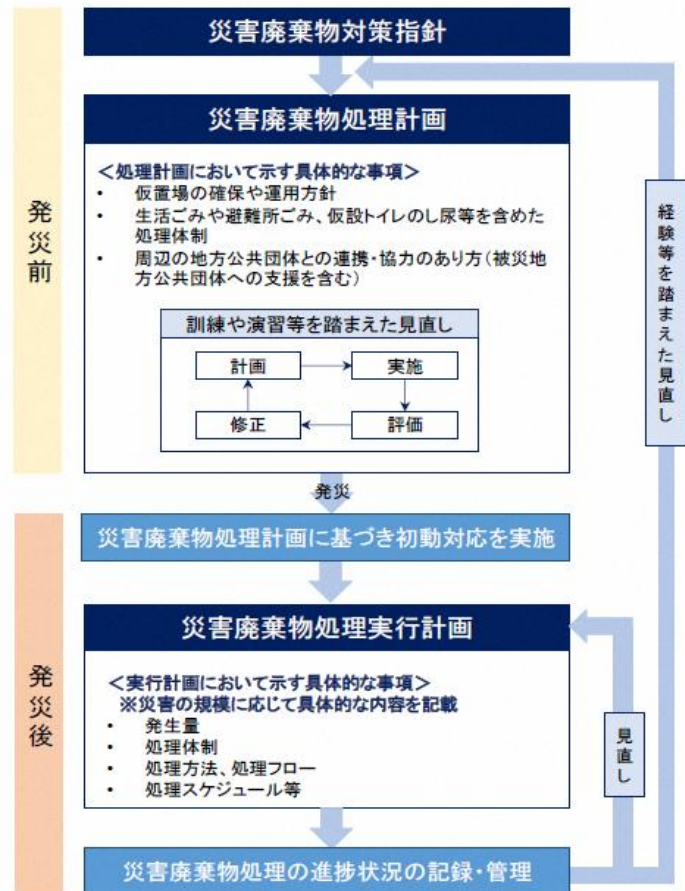 災害廃棄物対策指針
災害廃棄物処理計画
＜処理計画において示す具体的な事項＞
• 仮置場の確保や運用方針
• 生活ごみや避難所ごみ、仮設トイレのし尿等を含めた
処理体制
• 周辺の地方公共団体との連携・協力のあり方（被災地
方公共団体への支援を含む）
訓練や演習等を踏まえた見直し
計画
実施
修正
評価
発災前
経験等を踏まえた見直し
発災
災害廃棄物処理計画に基づき初動対応を実施
災害廃棄物処理実行計画
＜実行計画において示す具体的な事項＞
※災害の規模に応じて具体的な内容を記載
• 発生量
• 処理体制
• 処理方法、処理フロー
• 処理スケジュール等
発災後
見直し
災害廃棄物処理の進捗状況の記録・管理